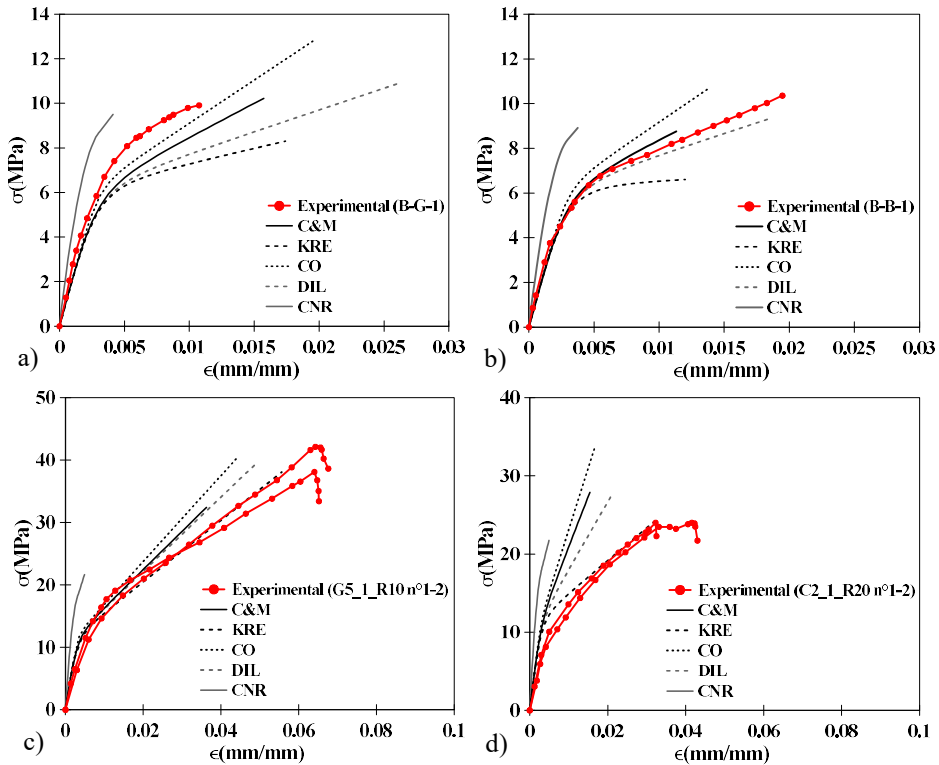 14
12
10
8
6
4
2
0
σ(MPa)
Experimental (B-G-1)
C&M
KRE
CO
DIL
CNR
0 0.005 0.01 0.015 0.02 0.025 0.03
a)
ϵ(mm/mm)
14
12
10
8
6
4
2
0
σ(MPa)
Experimental (B-B-1)
C&M
KRE
CO
DIL
CNR
0 0.005 0.01 0.015 0.02 0.025 0.03
b)
ϵ(mm/mm)
50
40
30
20
10
0
σ(MPa)
Experimental (G5_1_R10 n°1-2)
C&M
KRE
CO
DIL
CNR
0 0.02 0.04 0.06 0.08 0.1
c)
ϵ(mm/mm)
40
30
20
10
0
σ(MPa)
Experimental (C2_1_R20 n°1-2)
C&M
KRE
CO
DIL
CNR
0 0.02 0.04 0.06 0.08 0.1
d)
ϵ(mm/mm)